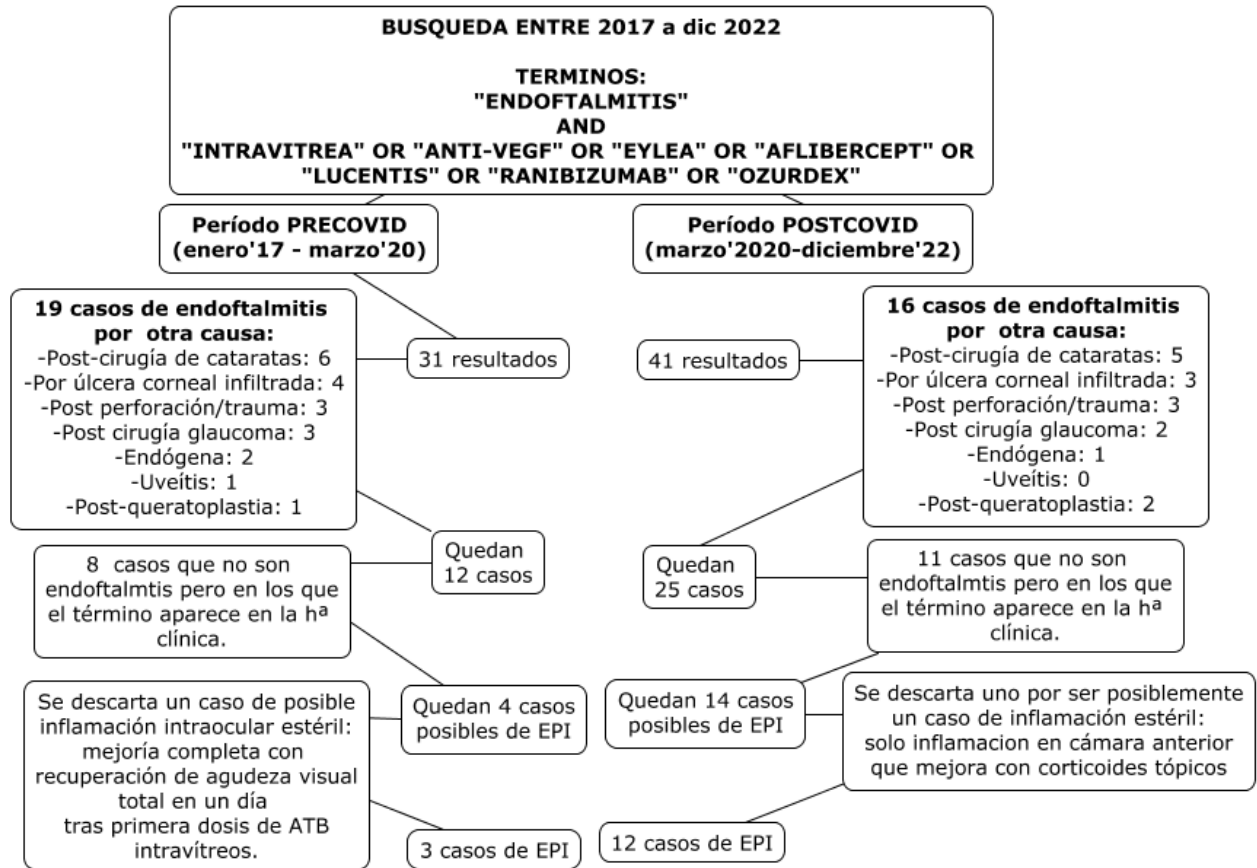 BUSQUEDA ENTRE 2017 a dic 2022
TERMINOS:
"ENDOFTALMITIS"
AND
"INTRAVITREA" OR "ANTI-VEGF" OR "EYLEA" OR "AFLIBERCEPT" OR
"LUCENTIS" OR "RANIBIZUMAB" OR "OZURDEX"
Período PRECOVID
(enero'17 - marzo'20)
Período POSTCOVID
(marzo'2020-diciembre'22)
19 casos de endoftalmitis
por otra causa:
-Post-cirugía de cataratas: 6
-Por úlcera corneal infiltrada: 4
-Post perforación/trauma: 3
-Post cirugía glaucoma: 3
-Endógena: 2
-Uveítis: 1
-Post-queratoplastia: 1
31 resultados
41 resultados
16 casos de endoftalmitis
por otra causa:
-Post-cirugía de cataratas: 5
-Por úlcera corneal infiltrada: 3
-Post perforación/trauma: 3
-Post cirugía glaucoma: 2
-Endógena: 1
-Uveítis: 0
-Post-queratoplastia: 2
8 casos que no son
endoftalmtis pero en los que
el término aparece en la hª
clínica.
Quedan
12 casos
Quedan
25 casos
11 casos que no son
endoftalmtis pero en los que
el término aparece en la hª
clínica.
Se descarta un caso de posible
inflamación intraocular estéril:
mejoría completa con
recuperación de agudeza visual
total en un día
tras primera dosis de ATB
intravítreos.
Quedan 4 casos
posibles de EPI
Quedan 14 casos
posibles de EPI
Se descarta uno por ser posiblemente
un caso de inflamación estéril:
solo inflamacion en cámara anterior
que mejora con corticoides tópicos
3 casos de EPI
12 casos de EPI